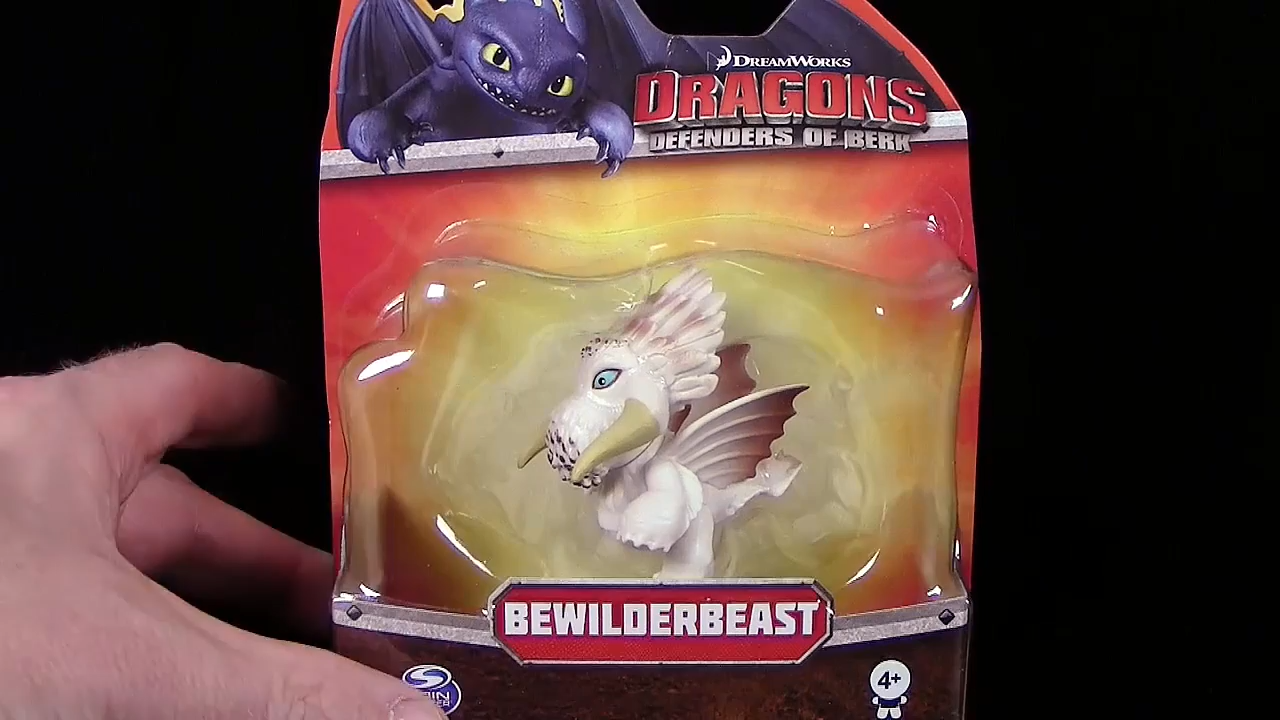 DREAMWORKS
DRAGONS
DEFENDERS OF BERK
BEWILDERBEAST
4+